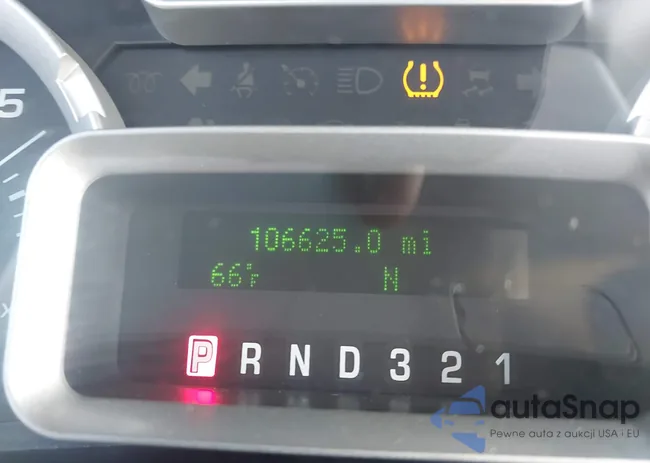 5
106625.0 mi
66°F N
P R N D 3 2 1
autaSnap
Pewne auta z aukcji USA i EU